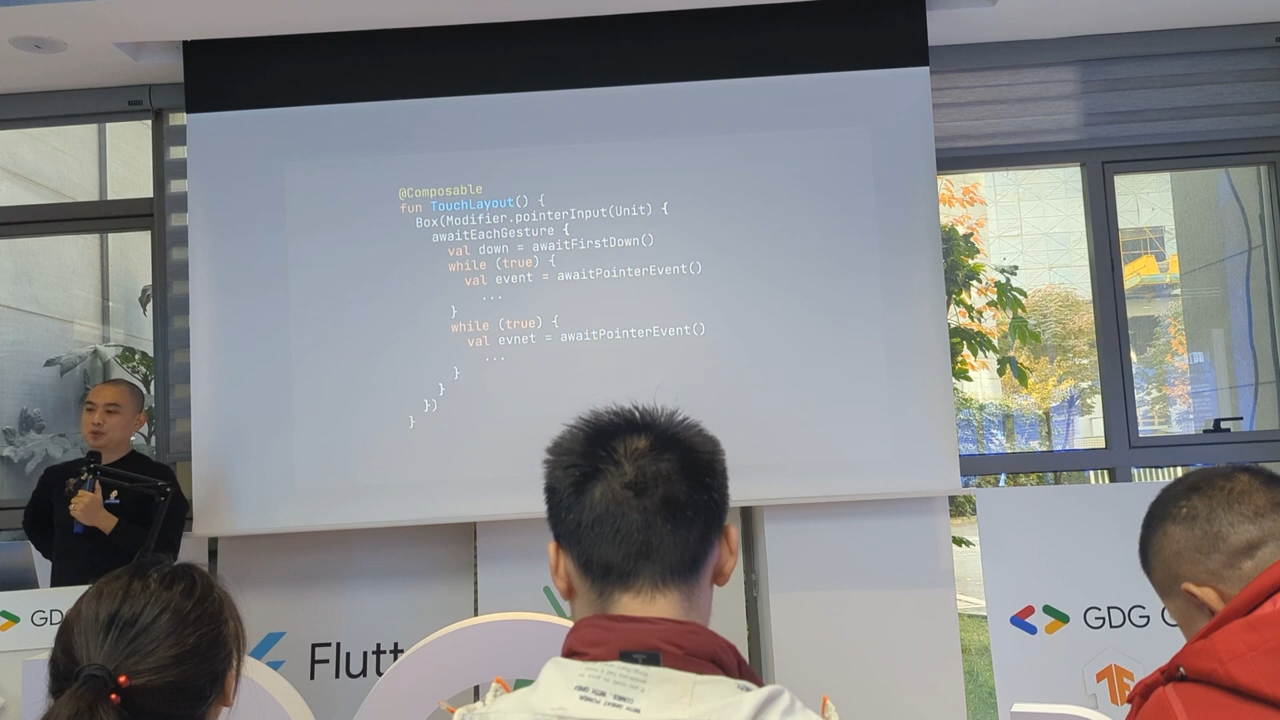 @Composable
fun TouchLayout() {
Box(Modifier.pointerInput(Unit) {
awaitEachGesture {
val down = awaitFirstDown()
while (true) {
val event = awaitPointerEvent()
...
}
while (true) {
val evnet = awaitPointerEvent()
...
}
}
})
}
GD
Flutt
GDG